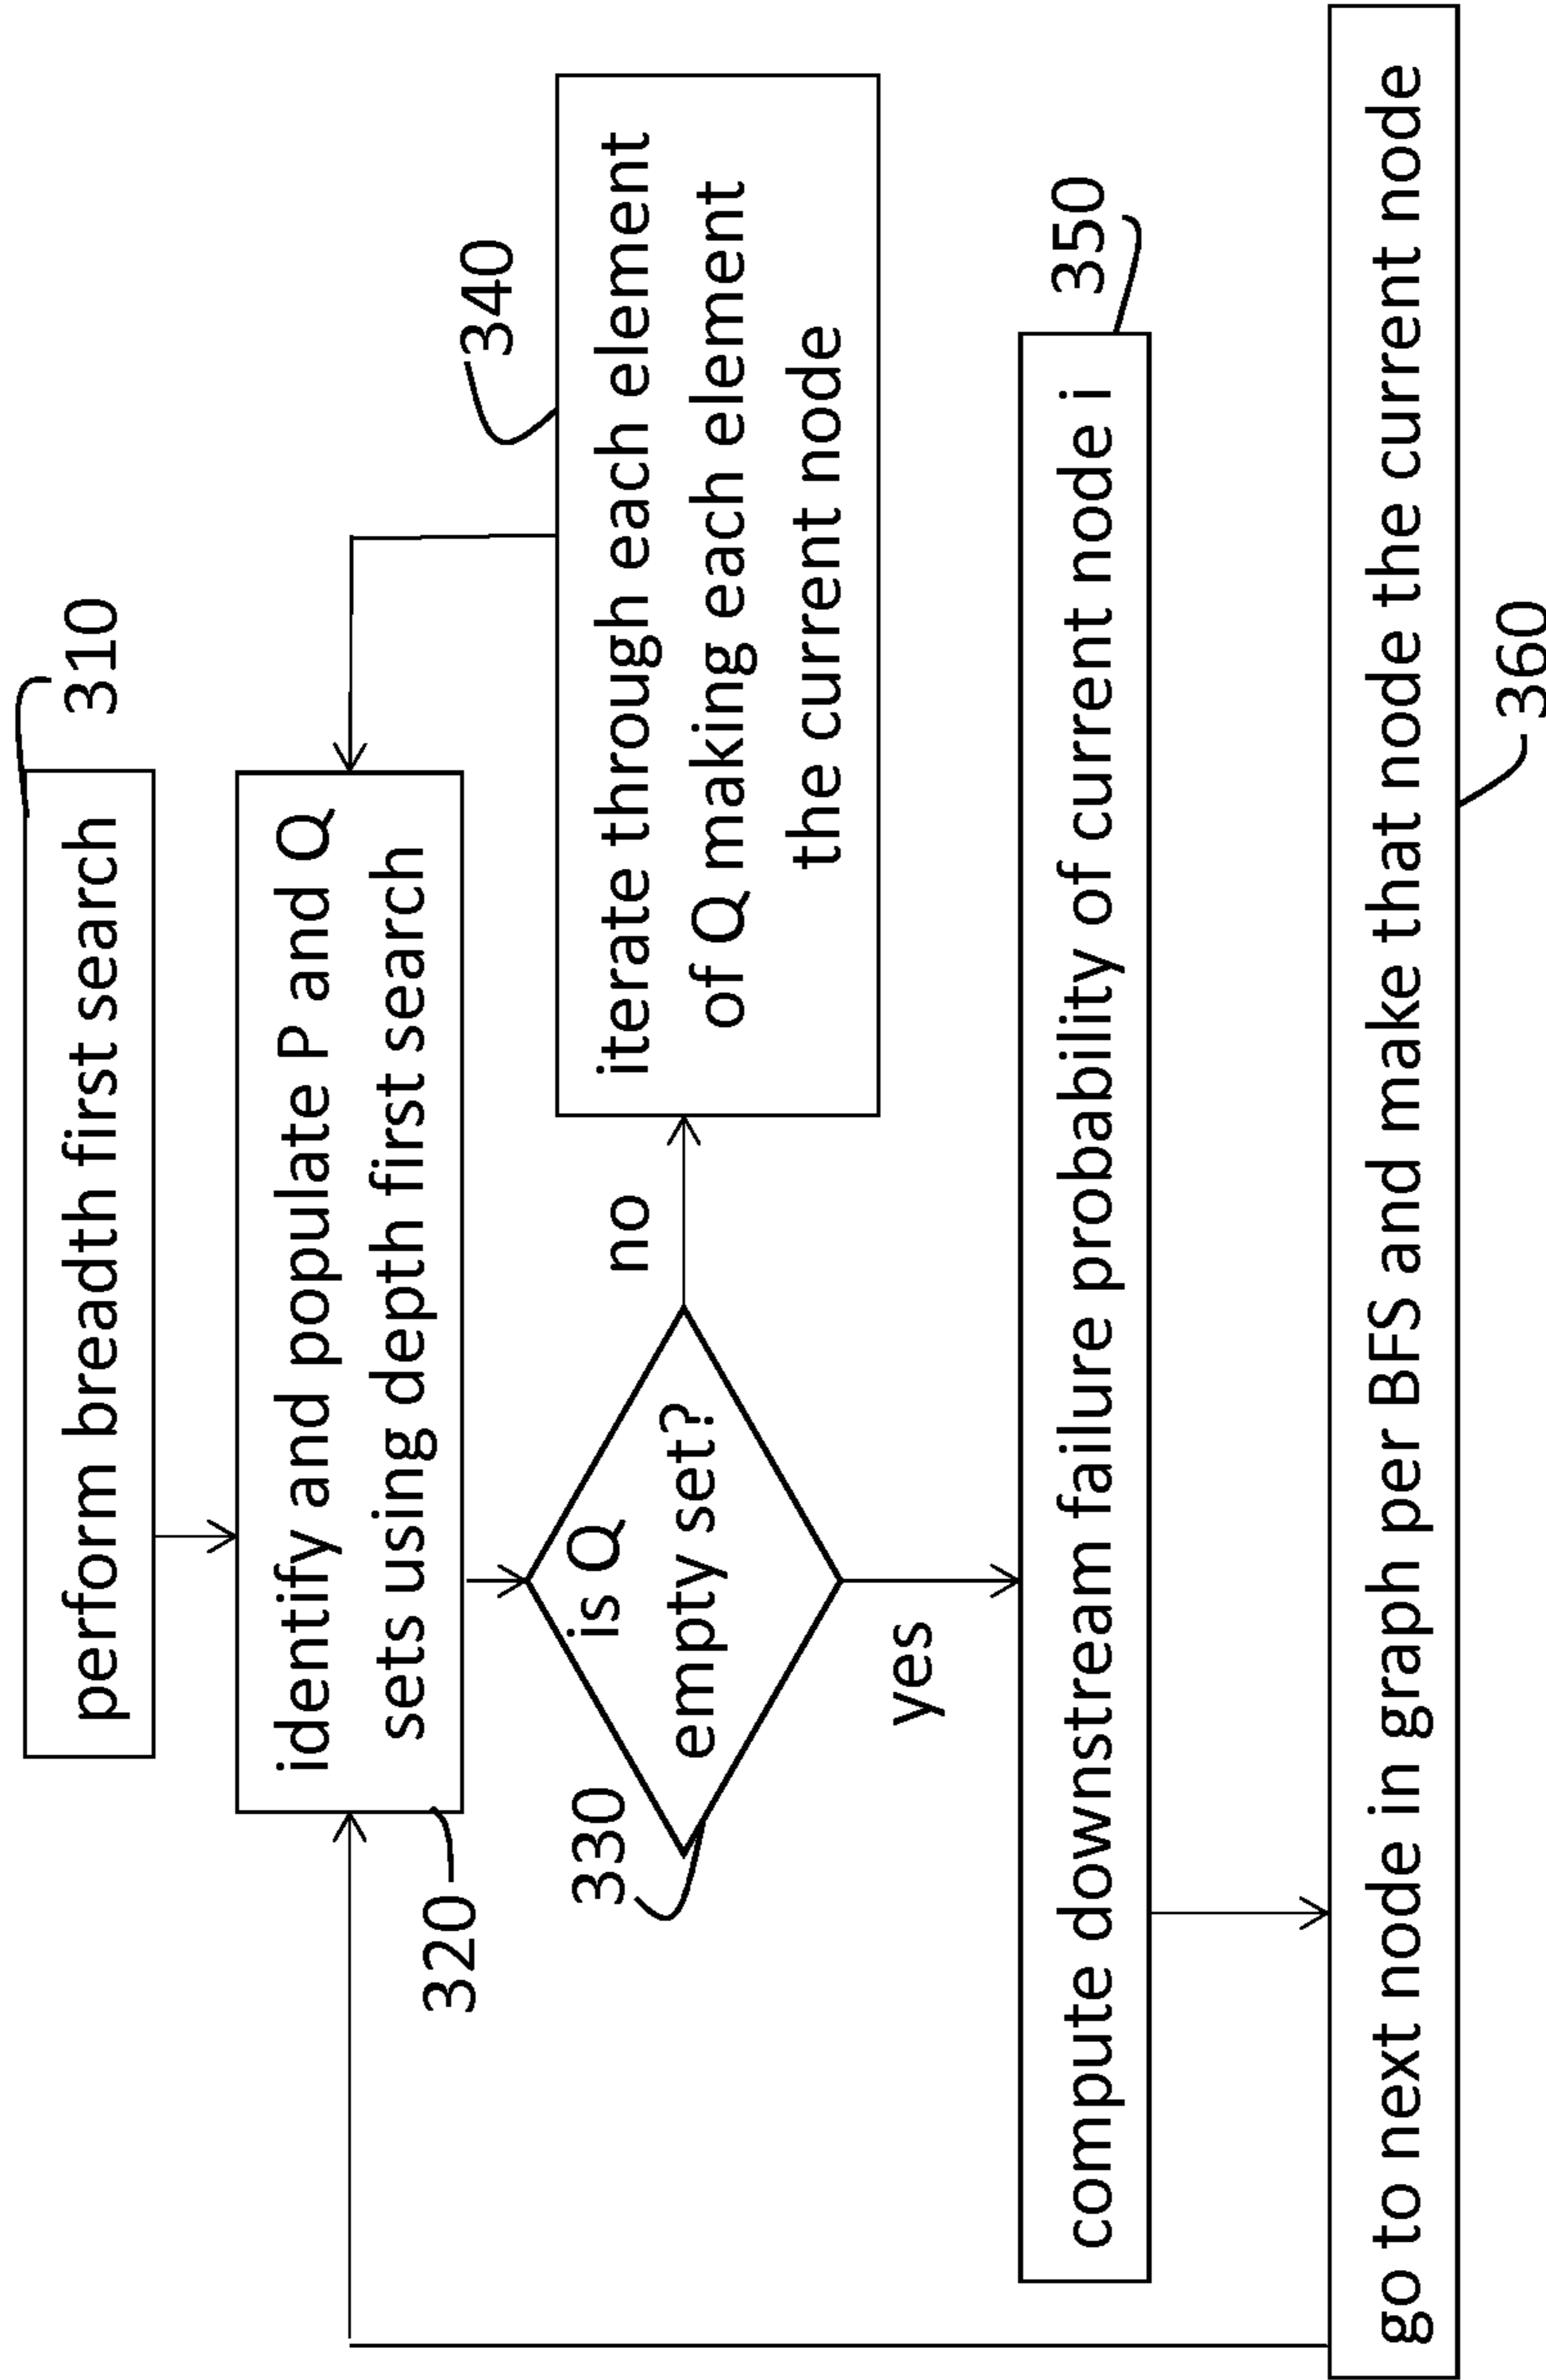 310
perform breadth first search
identify and populate P and Q
sets using depth first search
320
330
is Q
empty set?
no
340
iterate through each element
of Q making each element
the current node
yes
350
compute downstream failure probability of current node i
go to next node in graph per BFS and make that node the current node
360